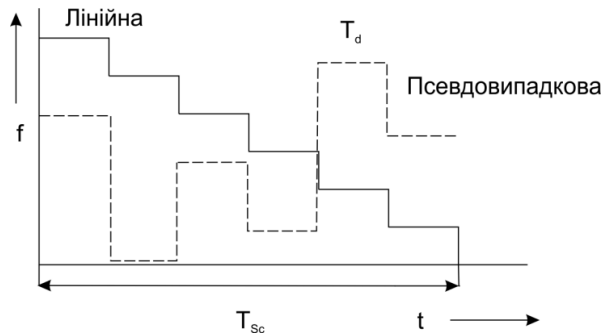 Лінійна
T_d
Псевдовипадкова
f
T_Sc
t